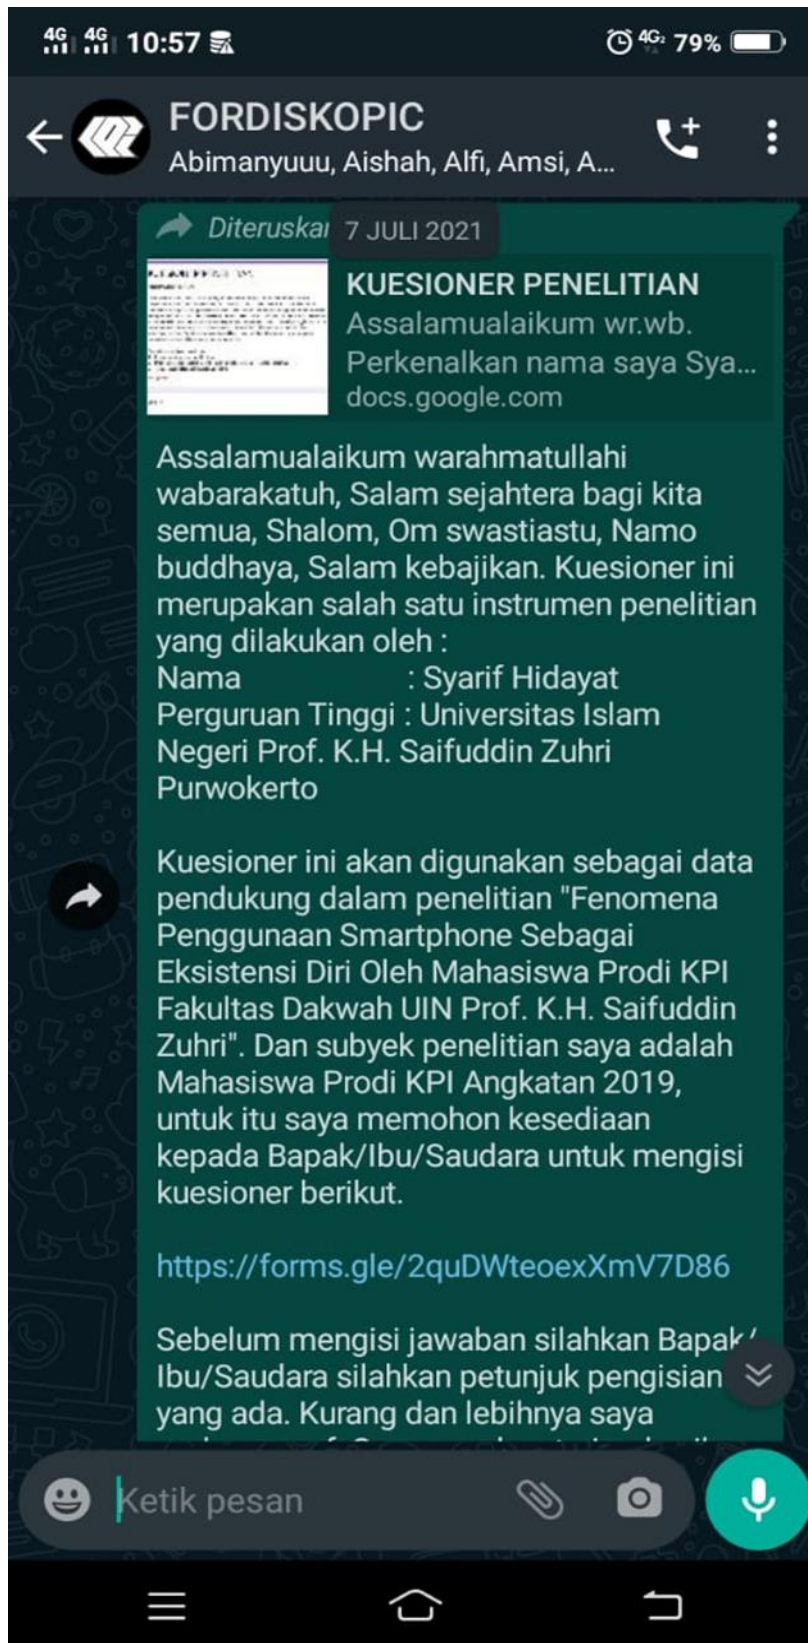 4G 4G 10:57 4G2 79%
FORDISKOPIC
Abimanyuuu, Aishah, Alfi, Amsi, A...
Diteruskan
7 JULI 2021
KUESIONER PENELITIAN
Assalamualaikum wr.wb.
Perkenalkan nama saya Sya...
docs.google.com
Assalamualaikum warahmatullahi
wabarakatuh, Salam sejahtera bagi kita
semua, Shalom, Om swastiastu, Namo
buddhaya, Salam kebajikan. Kuesioner ini
merupakan salah satu instrumen penelitian
yang dilakukan oleh :
Nama : Syarif Hidayat
Perguruan Tinggi : Universitas Islam
Negeri Prof. K.H. Saifuddin Zuhri
Purwokerto
Kuesioner ini akan digunakan sebagai data
pendukung dalam penelitian "Fenomena
Penggunaan Smartphone Sebagai
Eksistensi Diri Oleh Mahasiswa Prodi KPI
Fakultas Dakwah UIN Prof. K.H. Saifuddin
Zuhri". Dan subyek penelitian saya adalah
Mahasiswa Prodi KPI Angkatan 2019,
untuk itu saya memohon kesediaan
kepada Bapak/Ibu/Saudara untuk mengisi
kuesioner berikut.
https://forms.gle/2quDWteoexXmV7D86
Sebelum mengisi jawaban silahkan Bapak/
Ibu/Saudara silahkan petunjuk pengisian
yang ada. Kurang dan lebihnya saya
Ketik pesan